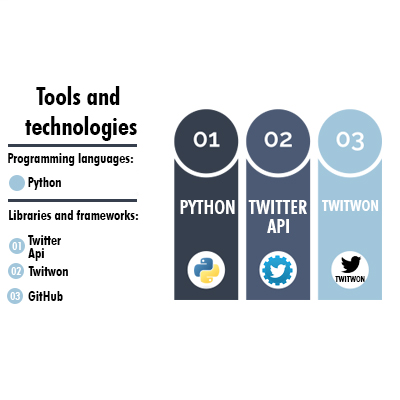 Tools and
technologies
Programming languages:
Python
Libraries and frameworks:
01 Twitter
Api
02 Twitwon
03 GitHub
01
PYTHON
02
TWITTER
API
03
TWITWON
TWITWON